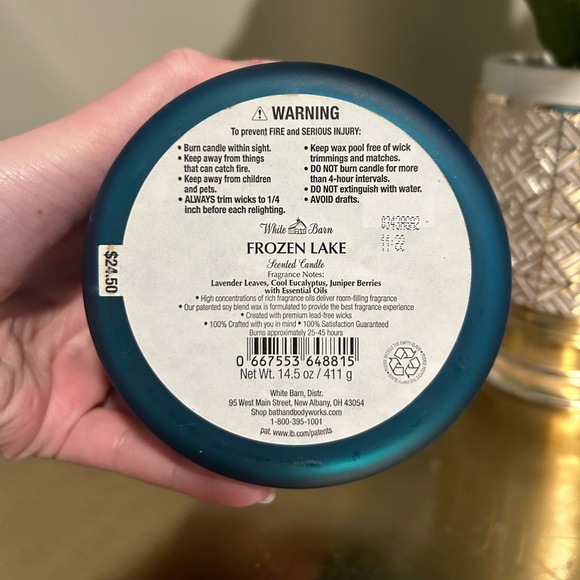 ⚠ WARNING
To prevent FIRE and SERIOUS INJURY:
• Burn candle within sight.
• Keep away from things
that can catch fire.
• Keep away from children
and pets.
• ALWAYS trim wicks to 1/4
inch before each relighting.
• Keep wax pool free of wick
trimmings and matches.
• DO NOT burn candle for more
than 4-hour intervals.
• DO NOT extinguish with water.
• AVOID drafts.
White Barn
FROZEN LAKE
Scented Candle
Fragrance Notes:
Lavender Leaves, Cool Eucalyptus, Juniper Berries
with Essential Oils
• High concentrations of rich fragrance oils deliver room-filling fragrance
• Our patented soy blend wax is formulated to provide the best fragrance experience
• Created with premium lead-free wicks
• 100% Crafted with you in mind • 100% Satisfaction Guaranteed
Burns approximately 25-45 hours
0 667553 648815
Net Wt. 14.5 oz / 411 g
White Barn, Distr.
95 West Main Street, New Albany, OH 43054
Shop bathandbodyworks.com
1-800-395-1001
pat. www.lb.com/patents
$24.50